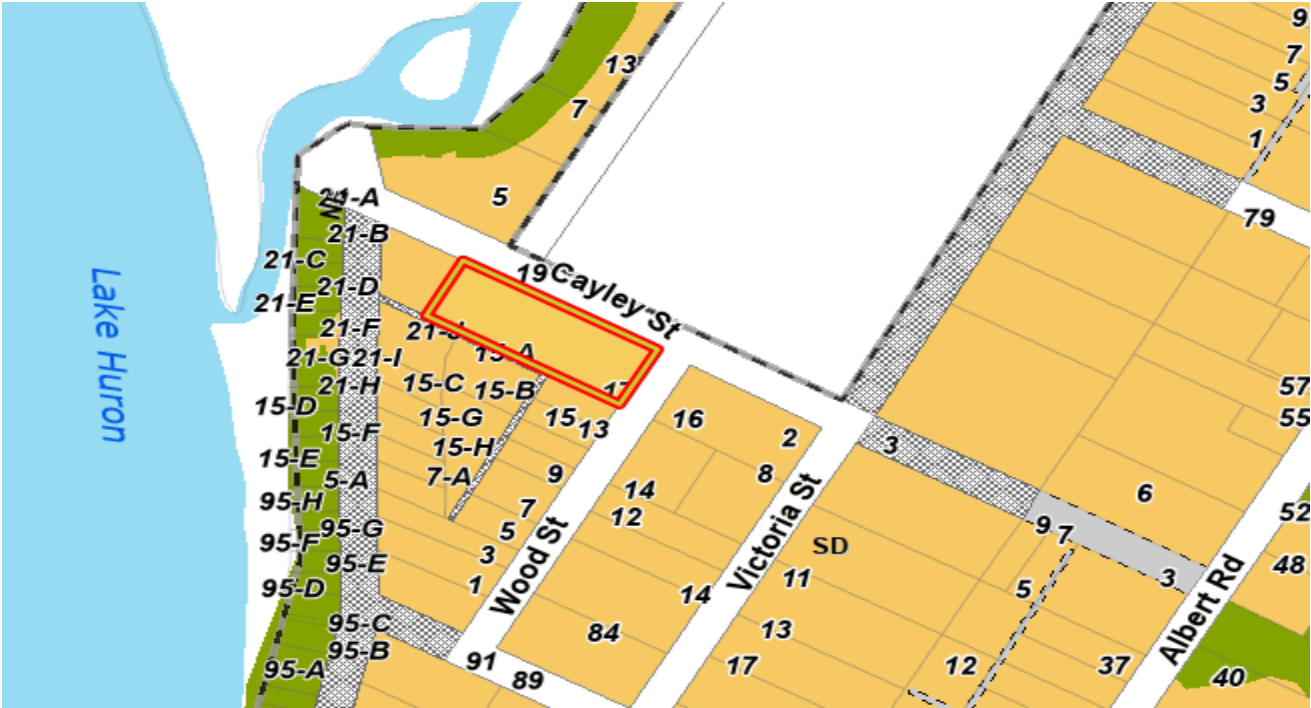 9
7
5
3
1
13
7
5
79
21-A
21-B
21-C
21-D
21-E
21-F
21-G
21-I
21-H
15-D
15-F
15-E
5-A
95-H
95-G
95-F
95-E
95-D
95-C
95-B
95-A
Lake Huron
19
Cayley St
15-A
17
15-C
15-B
15-G
15-H
7-A
15
13
9
7
5
3
1
Wood St
91
89
16
2
8
14
12
14
84
Victoria St
SD
11
13
17
3
9
7
5
3
6
12
37
Albert Rd
57
55
52
48
40